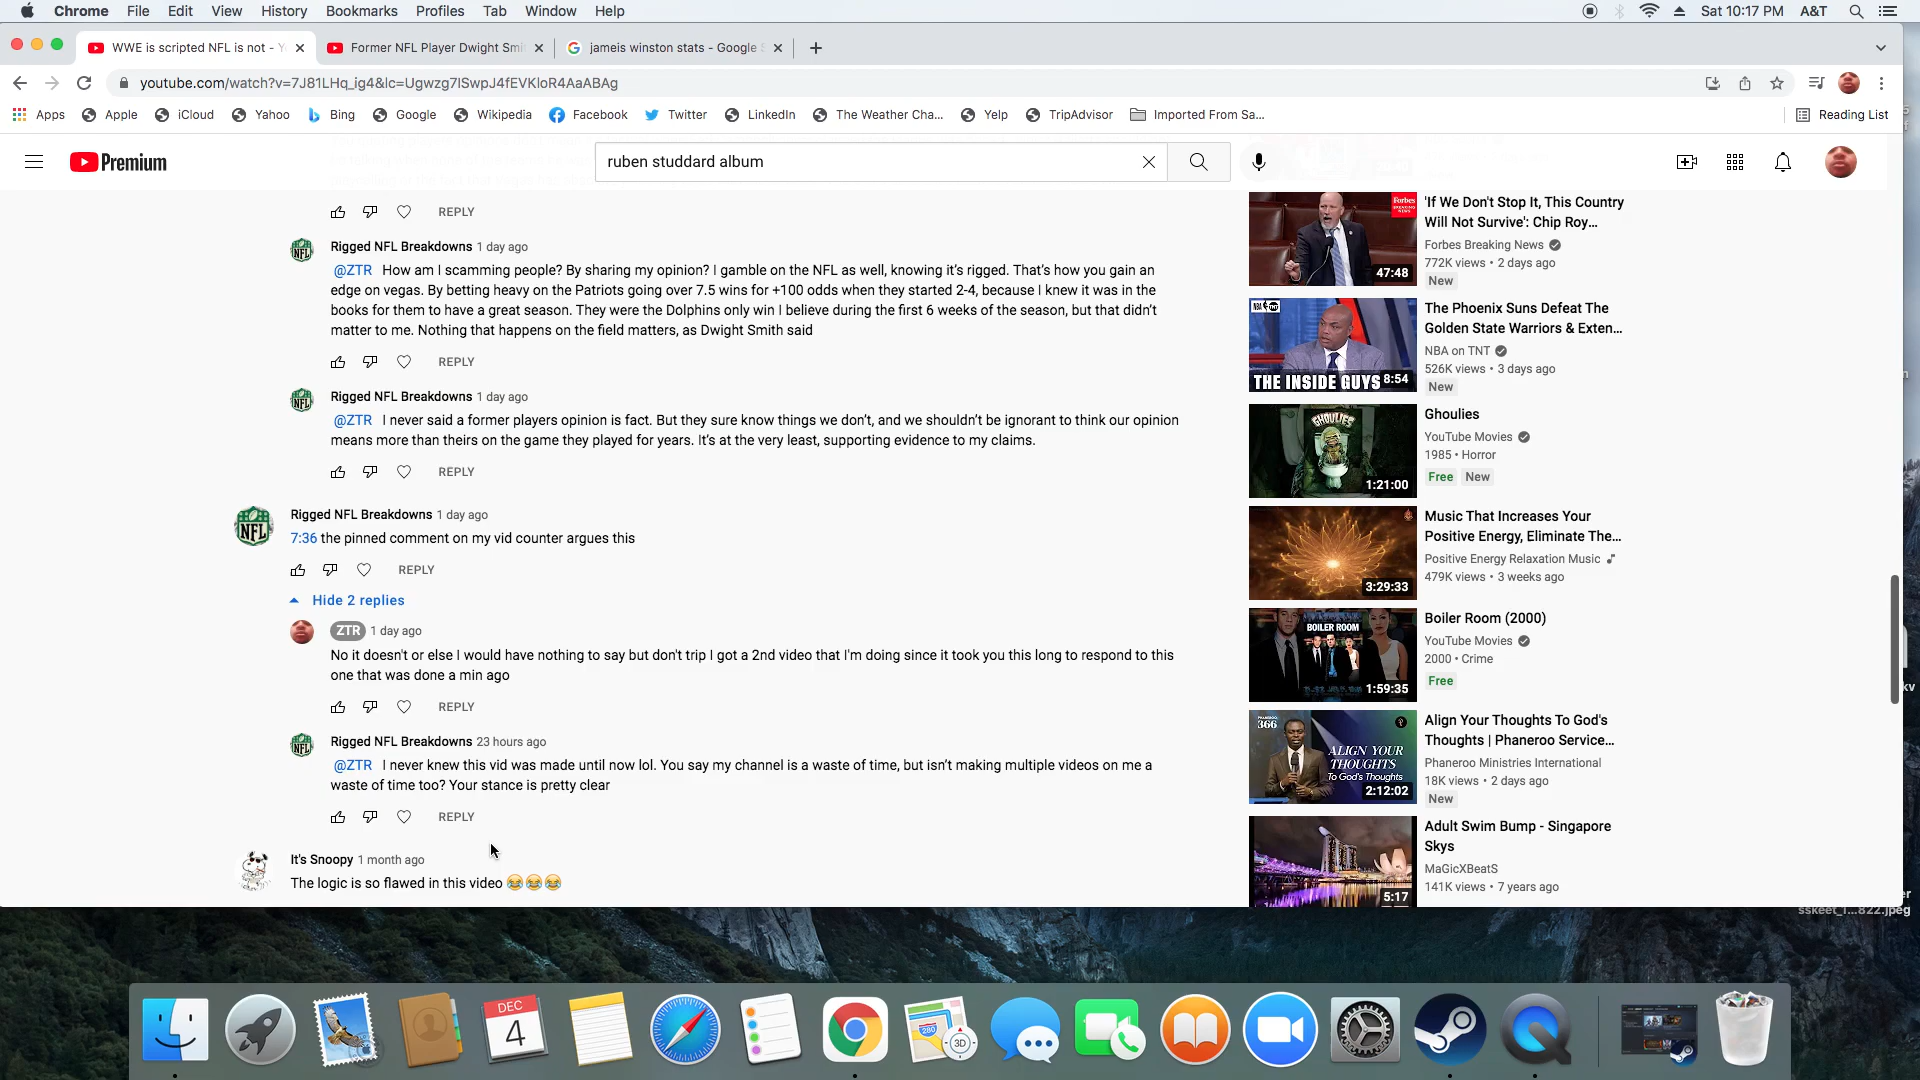 Chrome File Edit View History Bookmarks Profiles Tab Window Help Sat 10:17 PM A&T
WWE is scripted NFL is not - Former NFL Player Dwight Smi jameis winston stats - Google
youtube.com/watch?v=7J81LHq_ig4&lc=Ugwzg7ISwpJ4fEVKloR4AaABAg
Apps Apple iCloud Yahoo Bing Google Wikipedia Facebook Twitter LinkedIn The Weather Cha... Yelp TripAdvisor Imported From Sa... Reading List
Premium ruben studdard album
REPLY
Rigged NFL Breakdowns 1 day ago
@ZTR How am I scamming people? By sharing my opinion? I gamble on the NFL as well, knowing it's rigged. That's how you gain an
edge on vegas. By betting heavy on the Patriots going over 7.5 wins for +100 odds when they started 2-4, because I knew it was in the
books for them to have a great season. They were the Dolphins only win I believe during the first 6 weeks of the season, but that didn't
matter to me. Nothing that happens on the field matters, as Dwight Smith said
REPLY
Rigged NFL Breakdowns 1 day ago
@ZTR I never said a former players opinion is fact. But they sure know things we don't, and we shouldn't be ignorant to think our opinion
means more than theirs on the game they played for years. It's at the very least, supporting evidence to my claims.
REPLY
NFL
Rigged NFL Breakdowns 1 day ago
7:36 the pinned comment on my vid counter argues this
REPLY
Hide 2 replies
ZTR 1 day ago
No it doesn't or else I would have nothing to say but don't trip I got a 2nd video that I'm doing since it took you this long to respond to this
one that was done a min ago
REPLY
Rigged NFL Breakdowns 23 hours ago
@ZTR I never knew this vid was made until now lol. You say my channel is a waste of time, but isn't making multiple videos on me a
waste of time too? Your stance is pretty clear
REPLY
It's Snoopy 1 month ago
The logic is so flawed in this video 😂😂😂
Forbes
47:48
'If We Don't Stop It, This Country
Will Not Survive': Chip Roy...
Forbes Breaking News
772K views • 2 days ago
New
THE INSIDE GUYS 8:54
The Phoenix Suns Defeat The
Golden State Warriors & Exten...
NBA on TNT
526K views • 3 days ago
New
GHOULIES
1:21:00
Ghoulies
YouTube Movies
1985 • Horror
Free New
3:29:33
Music That Increases Your
Positive Energy, Eliminate The...
Positive Energy Relaxation Music
479K views • 3 weeks ago
BOILER ROOM
1:59:35
Boiler Room (2000)
YouTube Movies
2000 • Crime
Free
PHANEROO
366
ALIGN YOUR
THOUGHTS
To God's Thoughts
2:12:02
Align Your Thoughts To God's
Thoughts | Phaneroo Service...
Phaneroo Ministries International
18K views • 2 days ago
New
5:17
Adult Swim Bump - Singapore
Skys
MaGicXBeatS
141K views • 7 years ago
sskeet_1...822.jpeg
DEC
4
280
3D